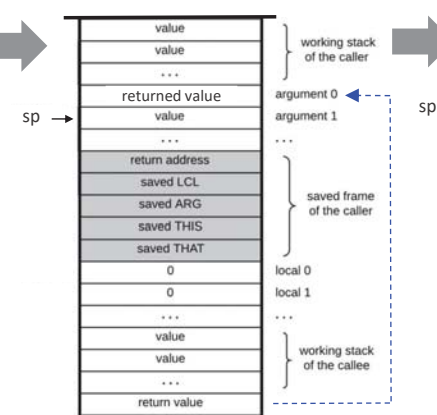 value
value
working stack
of the caller
...
returned value
argument 0
sp
sp
value
argument 1
...
...
return address
saved LCL
saved ARG
saved frame
of the caller
saved THIS
saved THAT
0
local 0
0
local 1
...
...
value
value
working stack
of the callee
...
return value